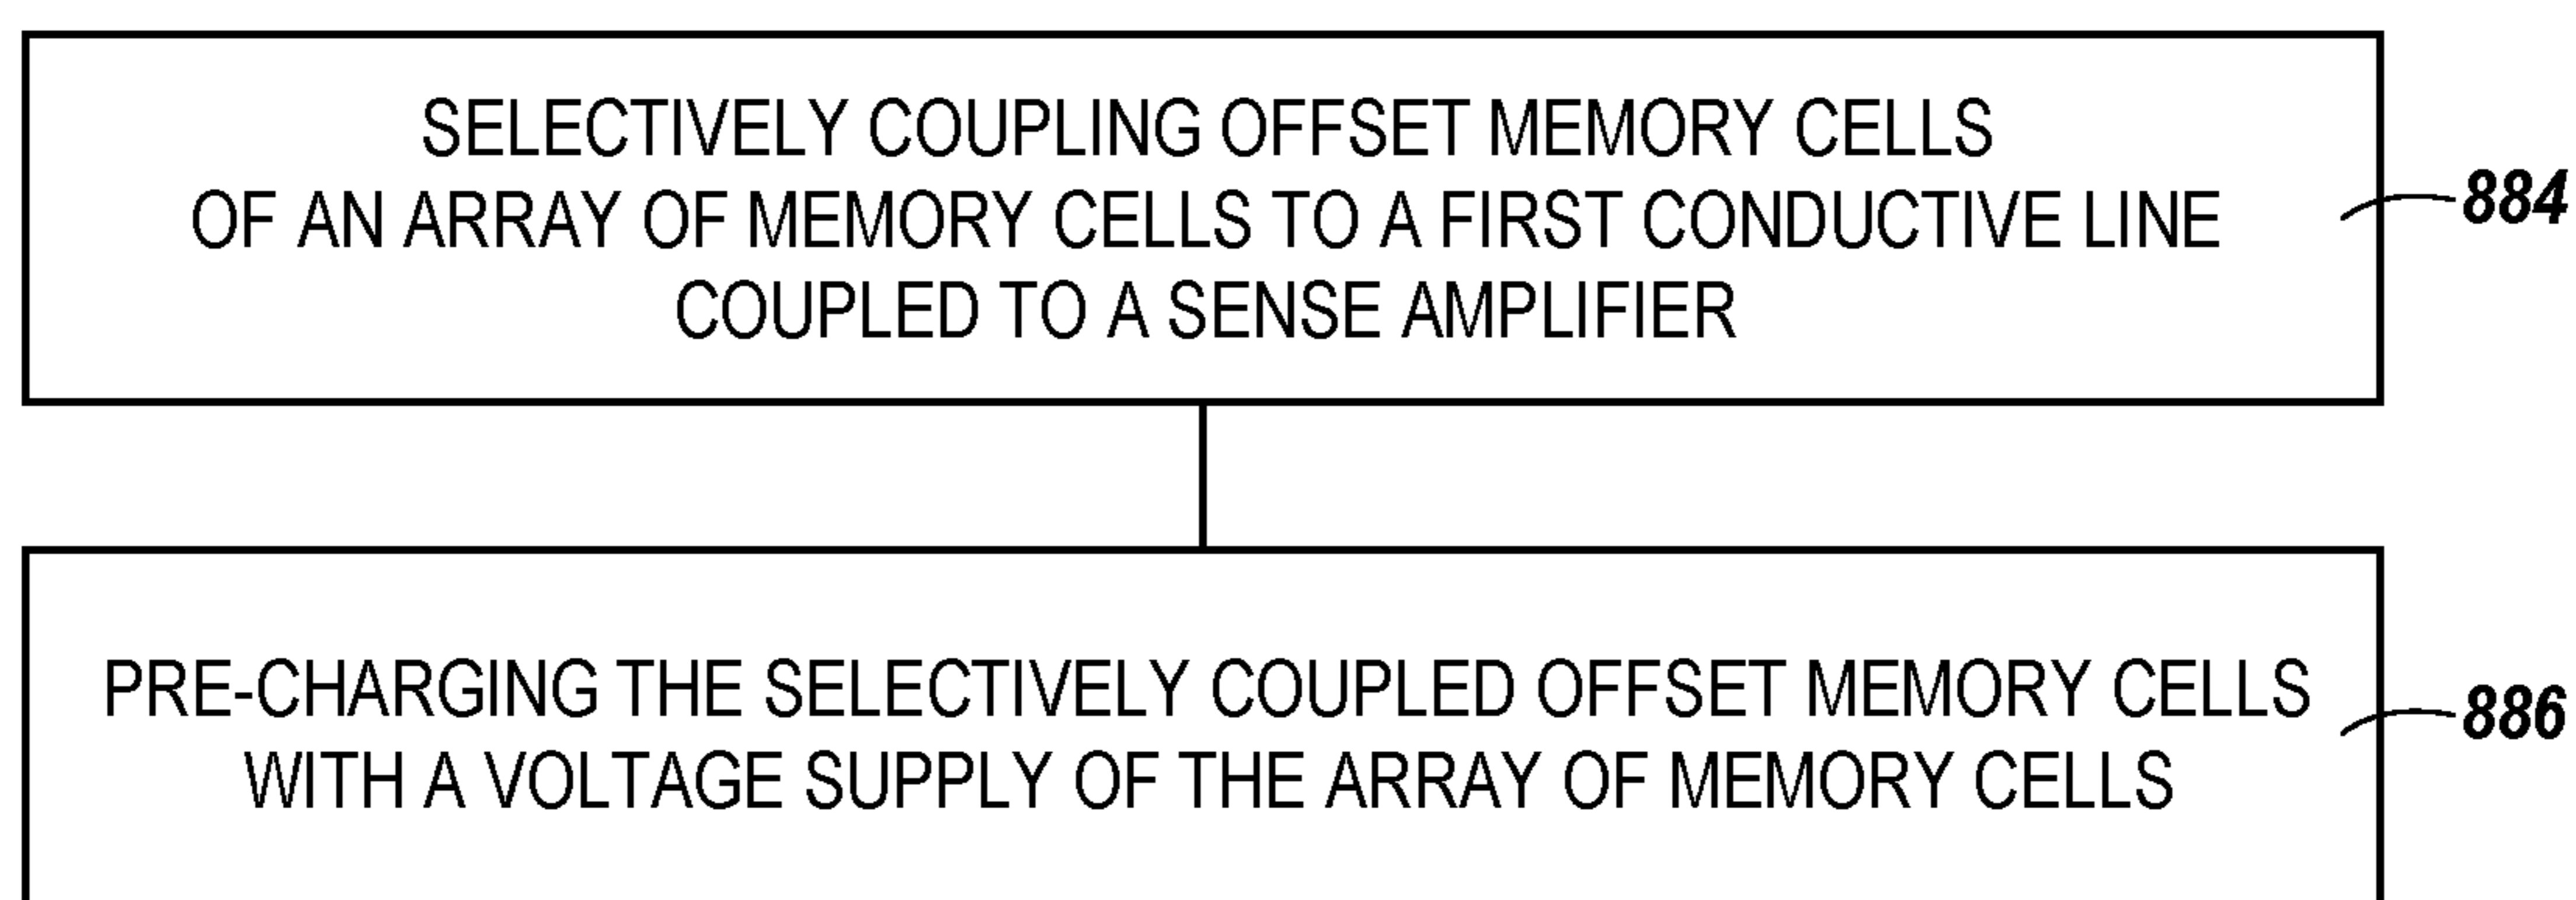 SELECTIVELY COUPLING OFFSET MEMORY CELLS
OF AN ARRAY OF MEMORY CELLS TO A FIRST CONDUCTIVE LINE
COUPLED TO A SENSE AMPLIFIER
884
PRE-CHARGING THE SELECTIVELY COUPLED OFFSET MEMORY CELLS
WITH A VOLTAGE SUPPLY OF THE ARRAY OF MEMORY CELLS
886